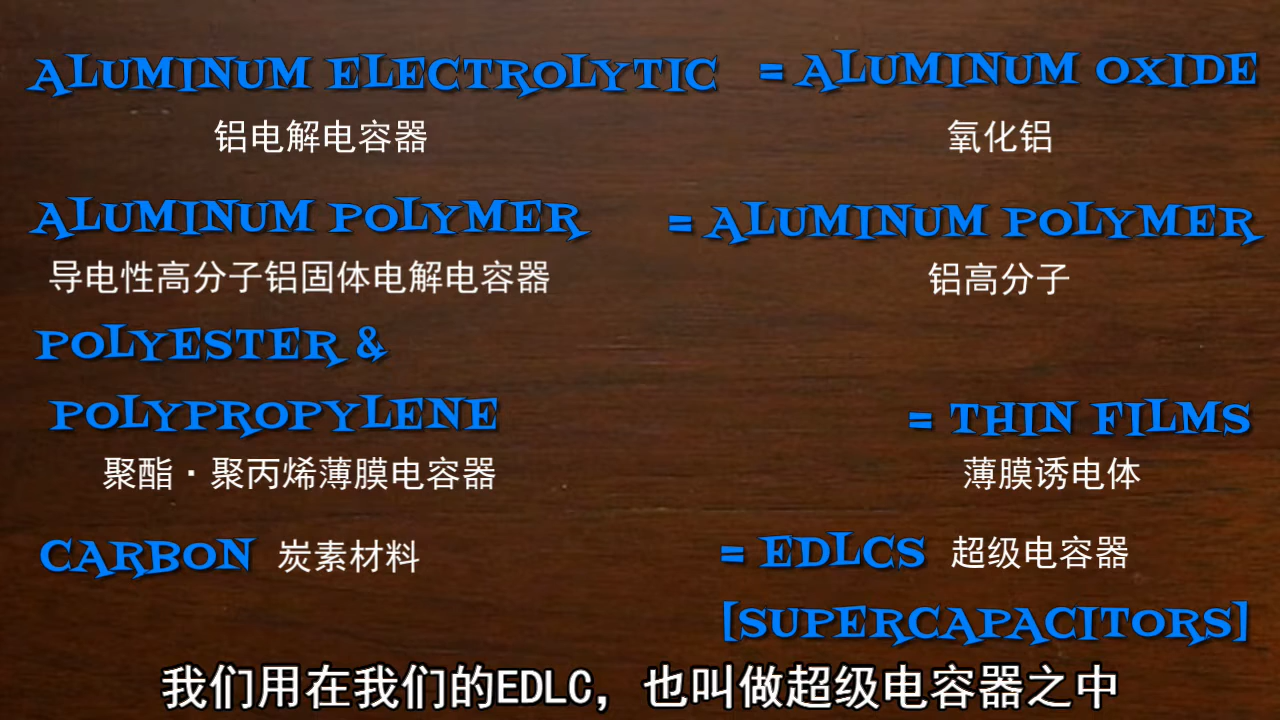 ALUMINUM ELECTROLYTIC = ALUMINUM OXIDE
铝电解电容器 氧化铝
ALUMINUM POLYMER = ALUMINUM POLYMER
导电性高分子铝固体电解电容器 铝高分子
POLYESTER &
POLYPROPYLENE = THIN FILMS
聚酯·聚丙烯薄膜电容器 薄膜诱电体
CARBON 炭素材料 = EDLCS 超级电容器
[SUPERCAPACITORS]
我们用在我们的EDLC，也叫做超级电容器之中